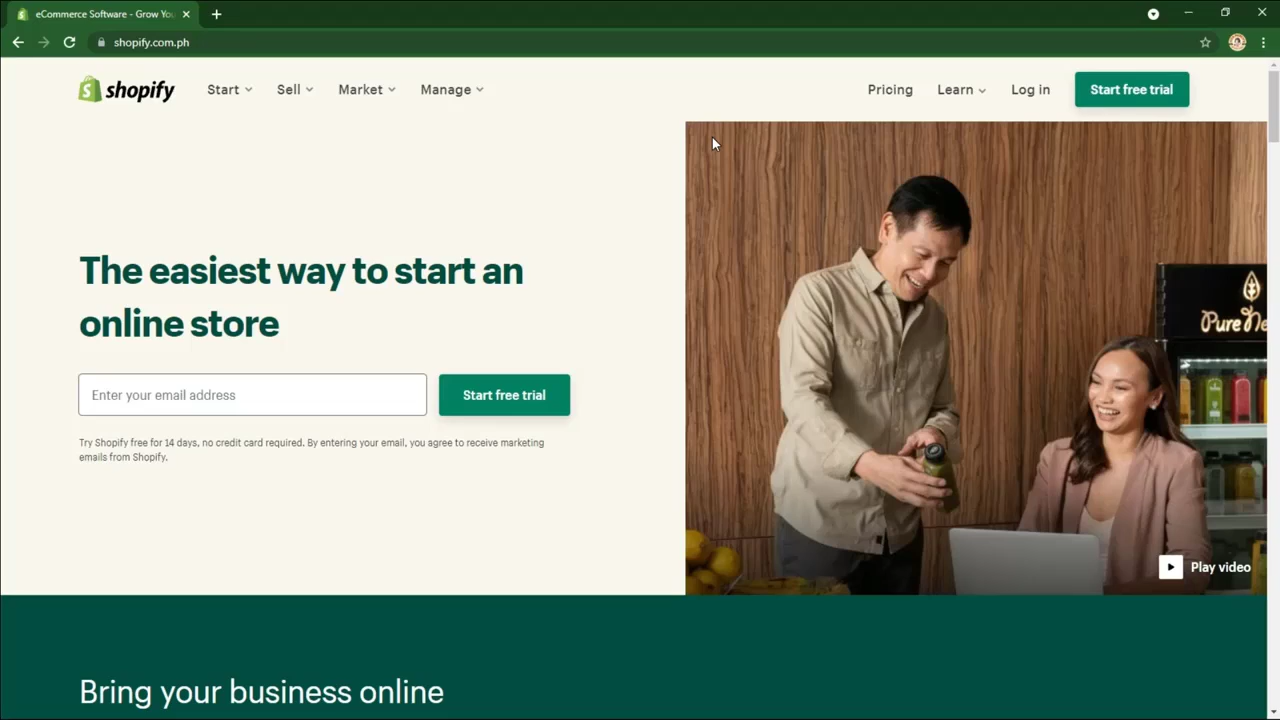 eCommerce Software - Grow You
shopify.com.ph
shopify Start Sell Market Manage Pricing Learn Log in Start free trial
The easiest way to start an
online store
Enter your email address Start free trial
Try Shopify free for 14 days, no credit card required. By entering your email, you agree to receive marketing
emails from Shopify.
Pure Ne
Play video
Bring your business online